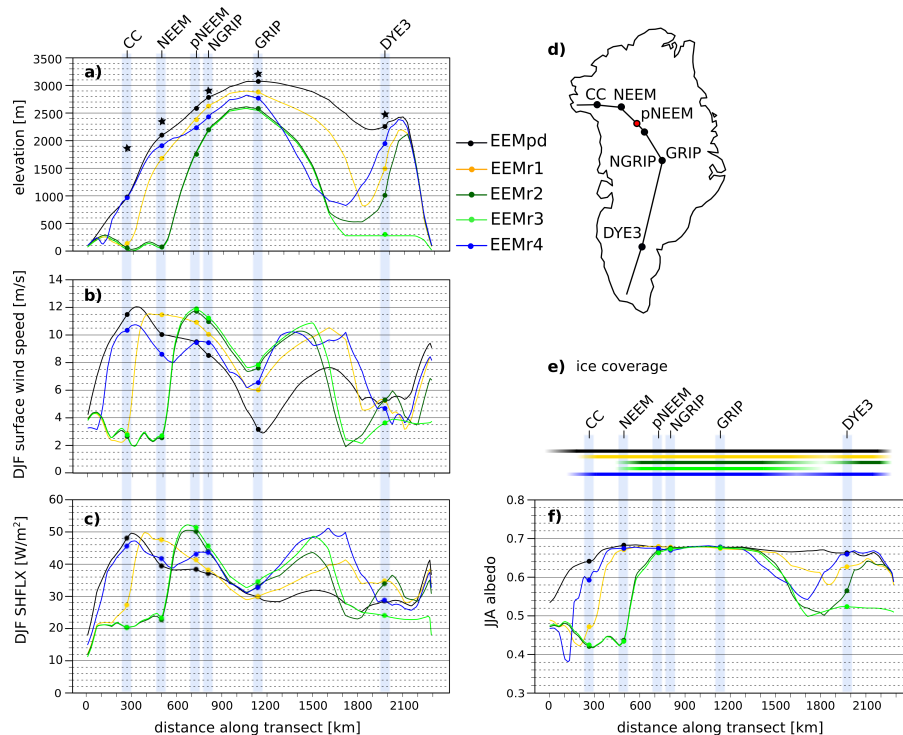 CC
NEEM
pNEEM
NGRIP
GRIP
DYE3
a)
elevation [m]
3500
3000
2500
2000
1500
1000
500
0
EEMpd
EEMr1
EEMr2
EEMr3
EEMr4
b)
DJF surface wind speed [m/s]
14
12
10
8
6
4
2
0
c)
DJF SHFLX [W/m²]
60
50
40
30
20
10
0
0 300 600 900 1200 1500 1800 2100
distance along transect [km]
d)
CC NEEM
pNEEM
NGRIP GRIP
DYE3
e) ice coverage
CC
NEEM
pNEEM
NGRIP
GRIP
DYE3
f)
JJA albedo
0.8
0.7
0.6
0.5
0.4
0.3
0 300 600 900 1200 1500 1800 2100
distance along transect [km]